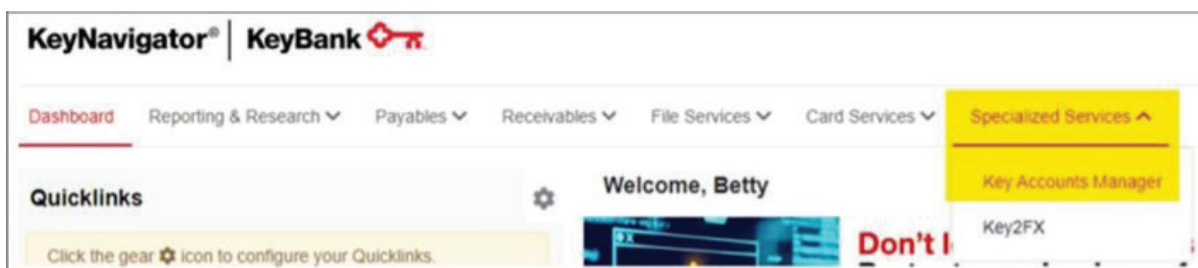 KeyNavigator® | KeyBank
Dashboard Reporting & Research Payables Receivables File Services Card Services Specialized Services
Quicklinks
Welcome, Betty
Key Accounts Manager
Click the gear icon to configure your Quicklinks.
Don't
Key2FX